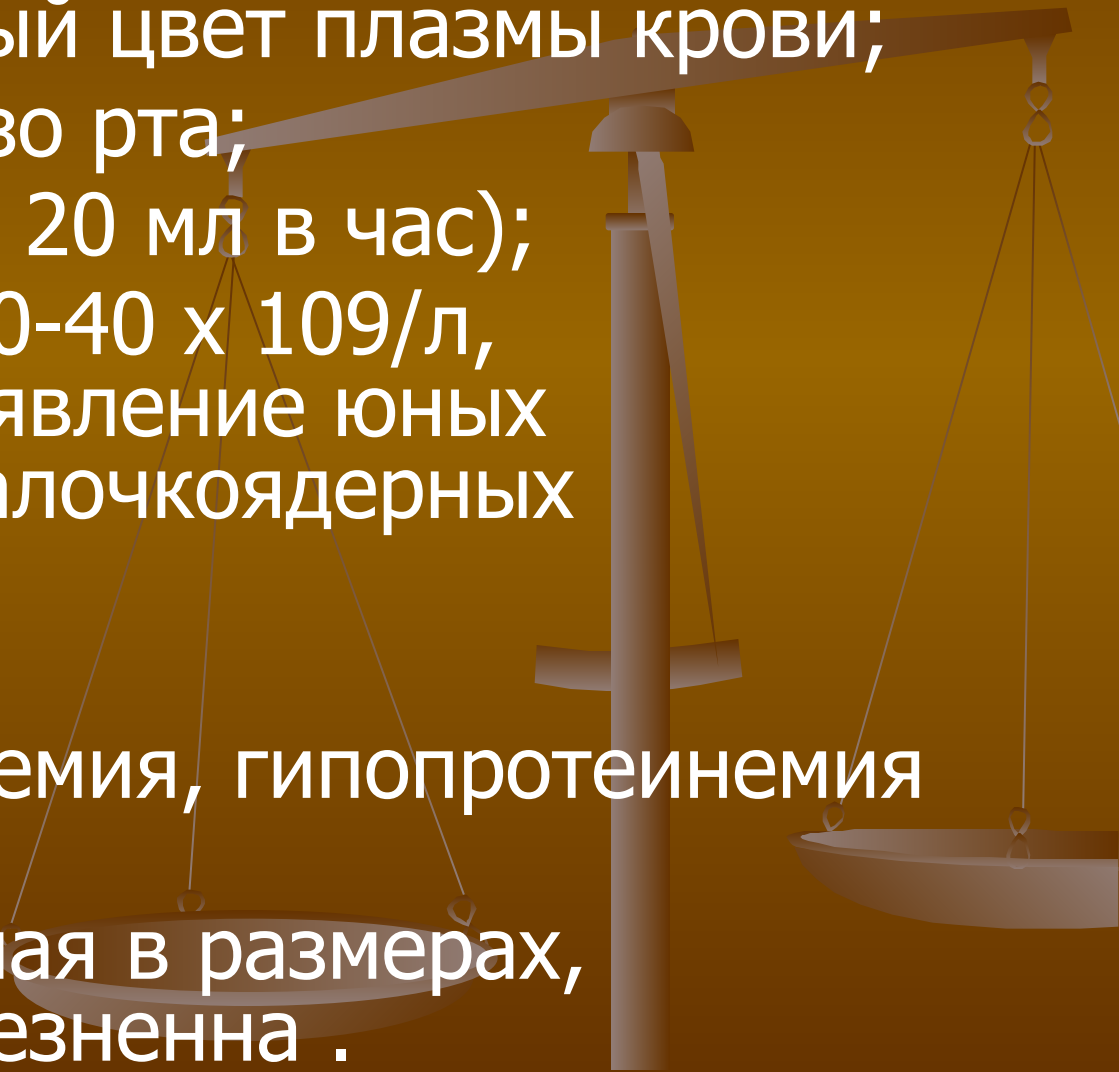 ый цвет плазмы крови;
во рта;
20 мл в час);
0-40 х 109/л,
явление юных
алочкоядерных
емия, гипопротеинемия
ная в размерах,
езненна .